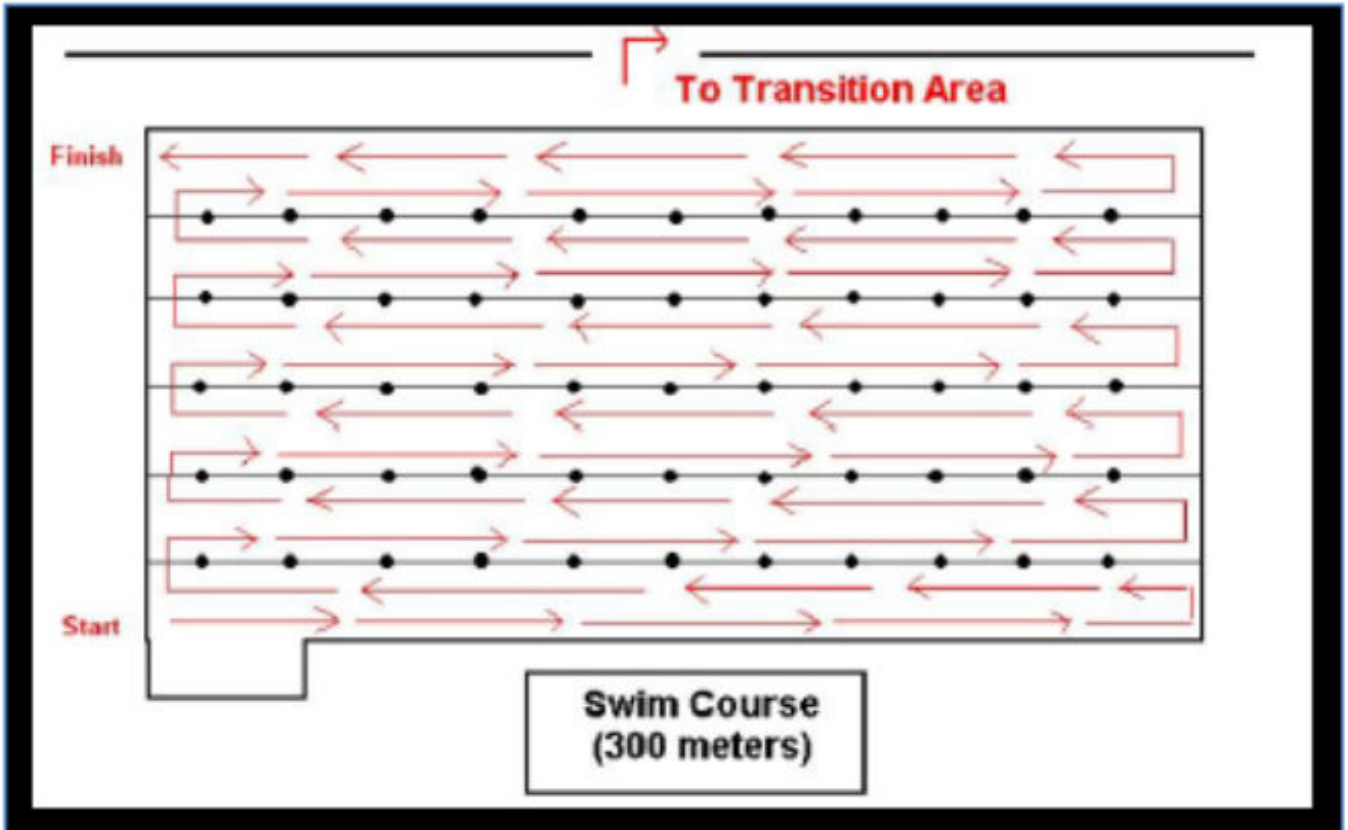 To Transition Area
Finish
Start
Swim Course
(300 meters)